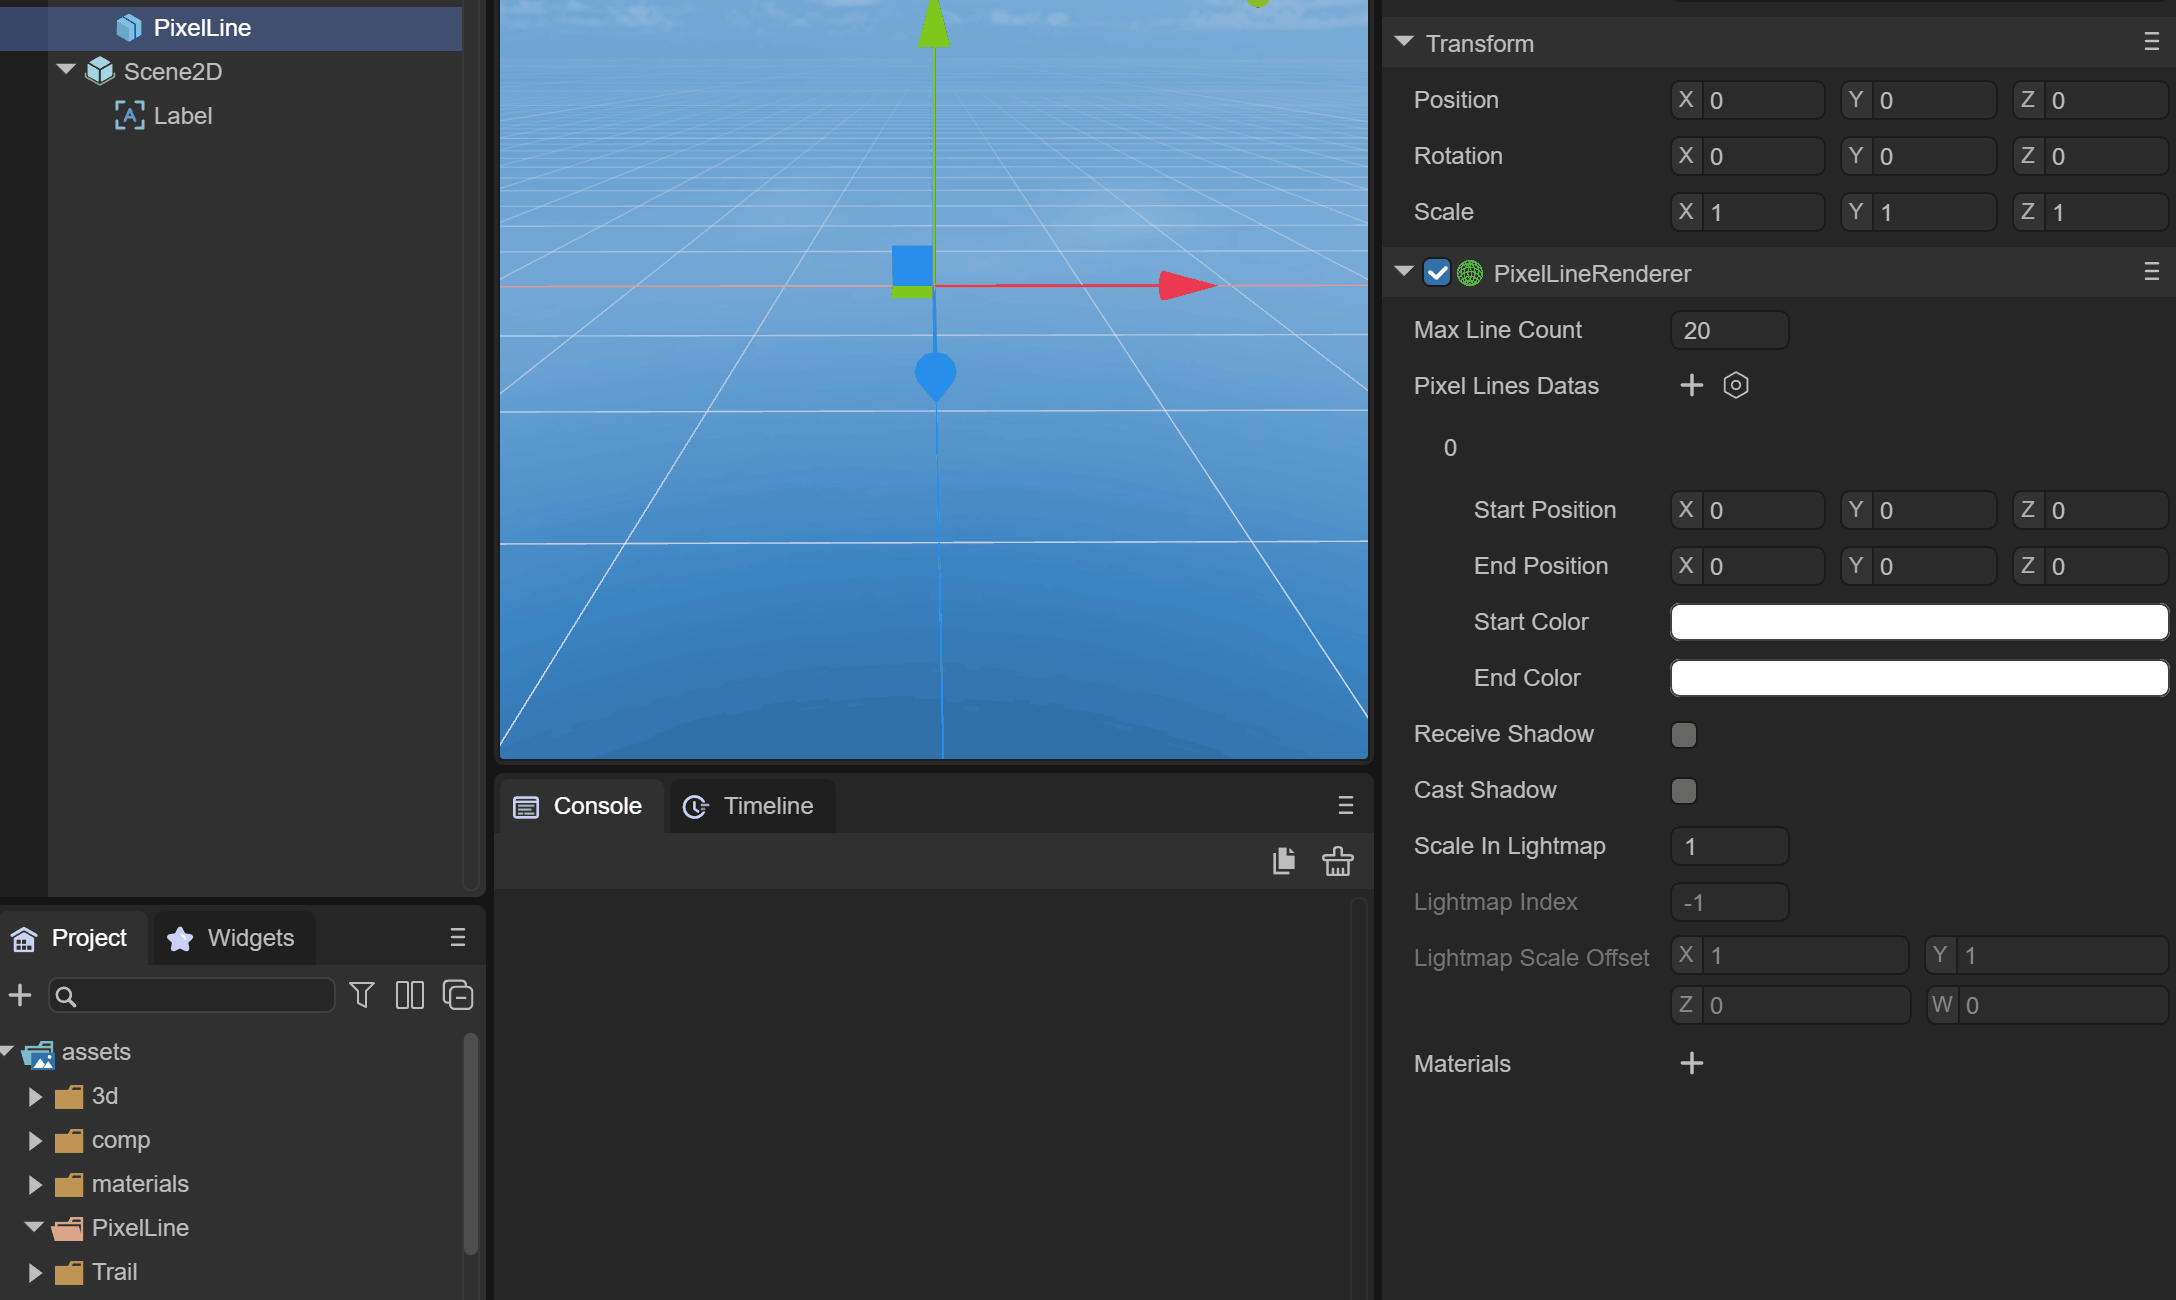 PixelLine
Scene2D
Label
Project
Widgets
assets
3d
comp
materials
PixelLine
Trail
Console
Timeline
Transform
Position X 0 Y 0 Z 0
Rotation X 0 Y 0 Z 0
Scale X 1 Y 1 Z 1
PixelLineRenderer
Max Line Count 20
Pixel Lines Datas
0
Start Position X 0 Y 0 Z 0
End Position X 0 Y 0 Z 0
Start Color
End Color
Receive Shadow
Cast Shadow
Scale In Lightmap 1
Lightmap Index -1
Lightmap Scale Offset X 1 Y 1
Z 0 W 0
Materials